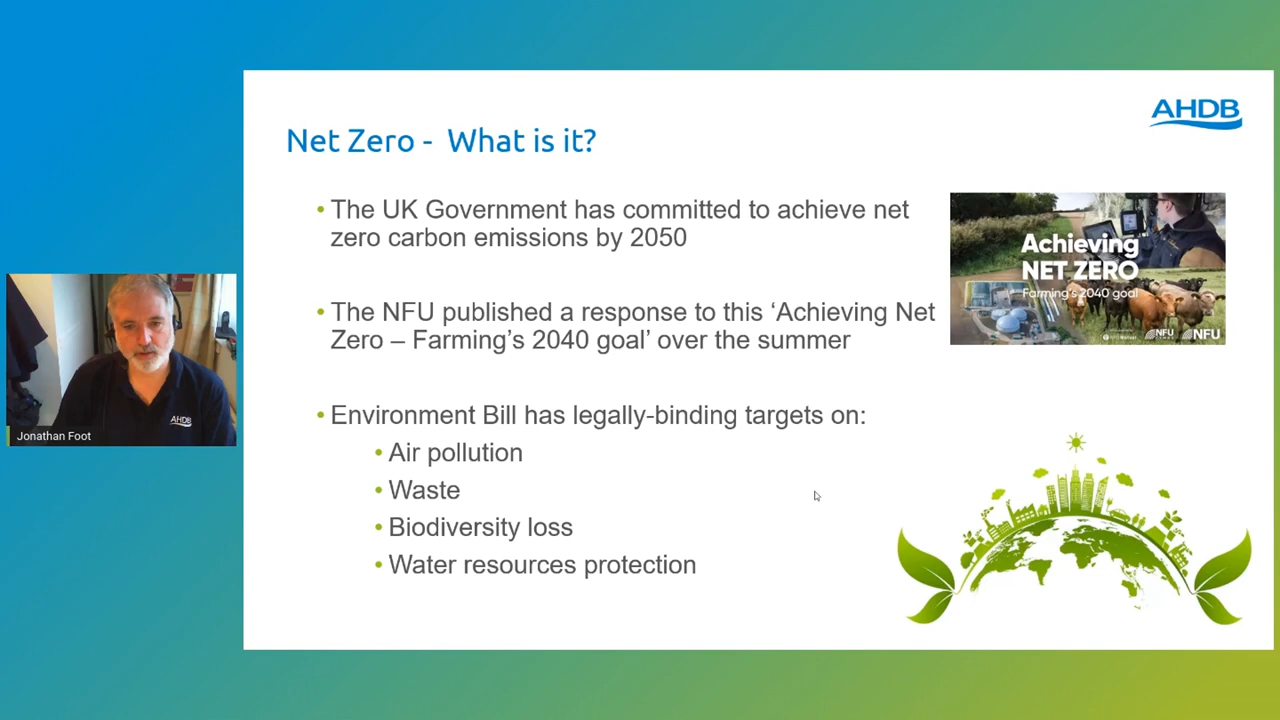 AHDB
Net Zero - What is it?
• The UK Government has committed to achieve net
zero carbon emissions by 2050
• The NFU published a response to this ‘Achieving Net
Zero – Farming’s 2040 goal’ over the summer
• Environment Bill has legally-binding targets on:
• Air pollution
• Waste
• Biodiversity loss
• Water resources protection
Achieving
NET ZERO
Farming's 2040 goal
NFU
NFU
AHDB
Jonathan Foot